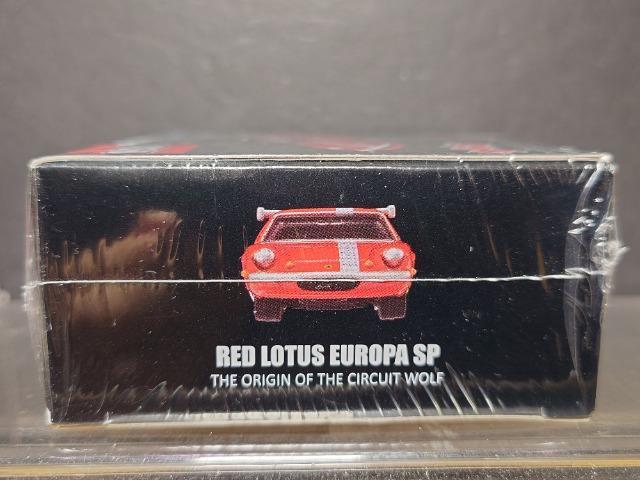 RED LOTUS EUROPA SP
THE ORIGIN OF THE CIRCUIT WOLF